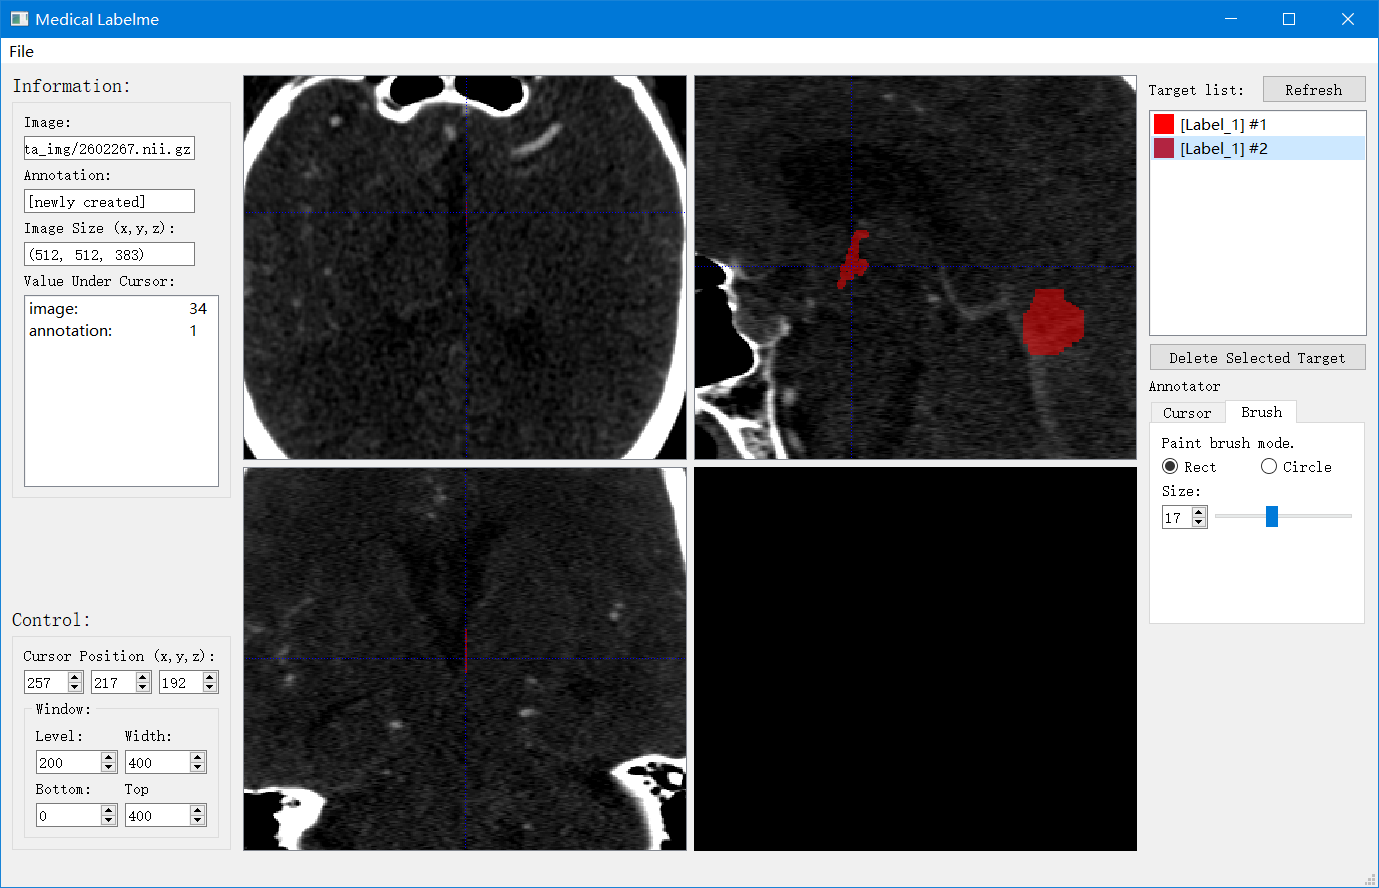 Medical Labelme
File
Information:
Image:
ta_img/2602267.nii.gz
Annotation:
[newly created]
Image Size (x,y,z):
(512, 512, 383)
Value Under Cursor:
image: 34
annotation: 1
Control:
Cursor Position (x,y,z):
257 217 192
Window:
Level: Width:
200 400
Bottom: Top
0 400
Target list: Refresh
[Label_1] #1
[Label_1] #2
Delete Selected Target
Annotator
Cursor Brush
Paint brush mode.
Rect Circle
Size:
17